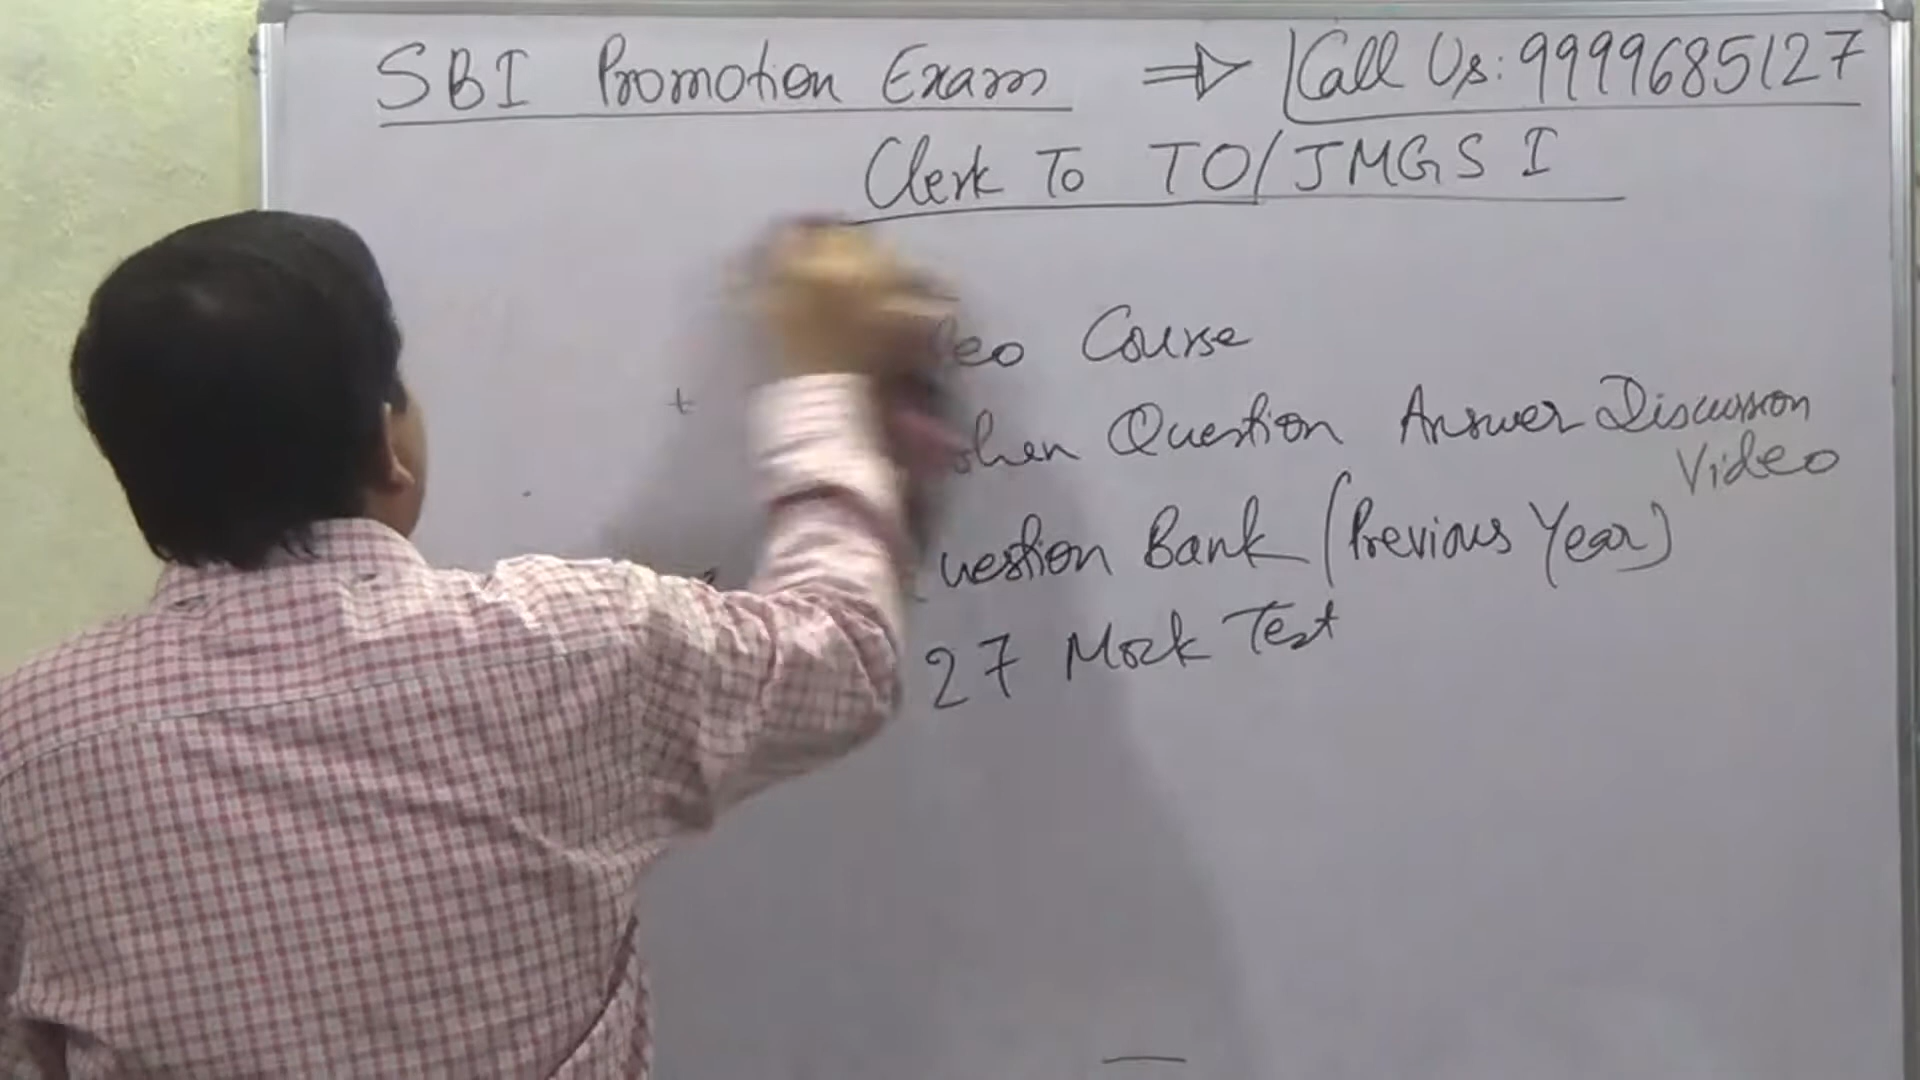 SBI Promotion Exam ⇒ Call Us: 9999685127
Clerk To TO/JMGS I
eo Course
hen Question Answer Discussion
Video
uestion Bank (Previous Year)
27 Mock Test